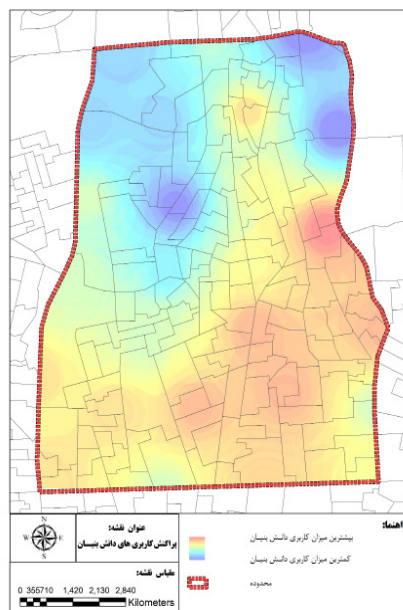 راهنما:
بیشترین میزان کاربری دانش بنیان
کمترین میزان کاربری دانش بنیان
محدوده
عنوان نقشه:
پراکنش کاربری های دانش بنیان
مقیاس نقشه:
N
W E
S
0 355710 1,420 2,130 2,840
Kilometers